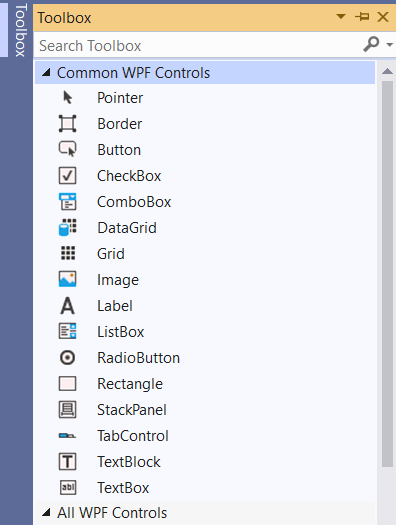 Toolbox
Toolbox
Search Toolbox
Common WPF Controls
Pointer
Border
Button
CheckBox
ComboBox
DataGrid
Grid
Image
A Label
ListBox
RadioButton
Rectangle
StackPanel
TabControl
T TextBlock
abl TextBox
All WPF Controls